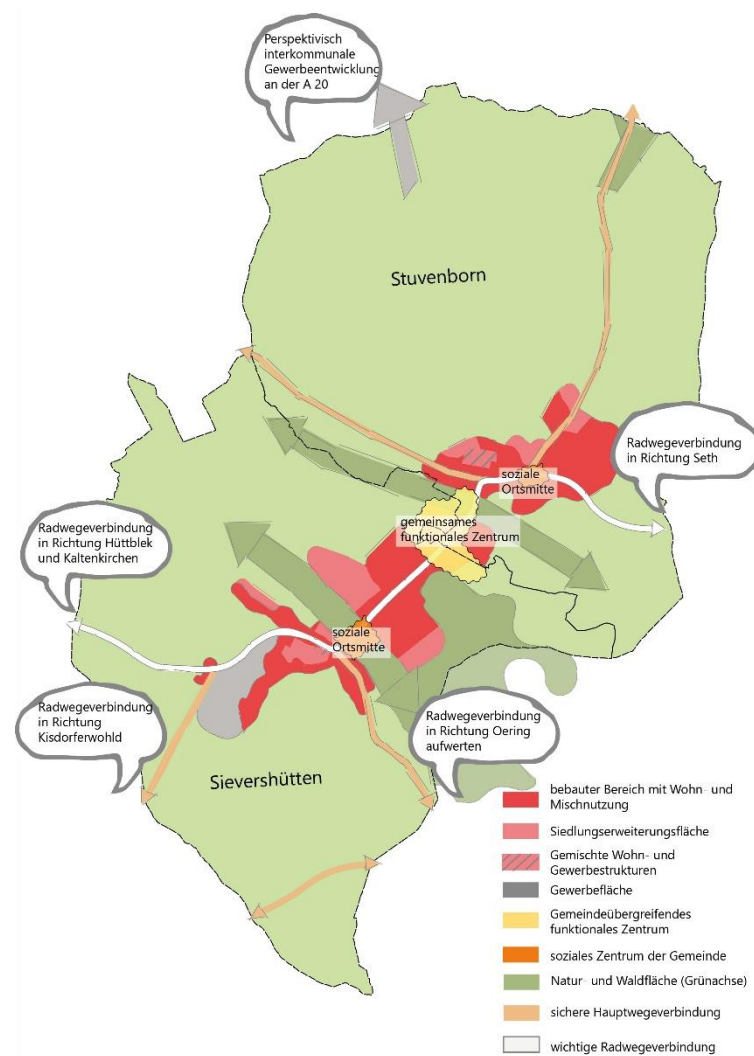 Perspektivisch
interkommunale
Gewerbeentwicklung
an der A 20
Stuvenborn
Radwegeverbindung
in Richtung Seth
soziale
Ortsmitte
gemeinsames
funktionales Zentrum
Radwegeverbindung
in Richtung Hüttblek
und Kaltenkirchen
soziale
Ortsmitte
Radwegeverbindung
in Richtung
Kisdorferwohld
Radwegeverbindung
in Richtung Oering
aufwerten
Sievershütten
bebauter Bereich mit Wohn- und
Mischnutzung
Siedlungserweiterungsfläche
Gemischte Wohn- und
Gewerbestrukturen
Gewerbefläche
Gemeindeübergreifendes
funktionales Zentrum
soziales Zentrum der Gemeinde
Natur- und Waldfläche (Grünachse)
sichere Hauptwegeverbindung
wichtige Radwegeverbindung